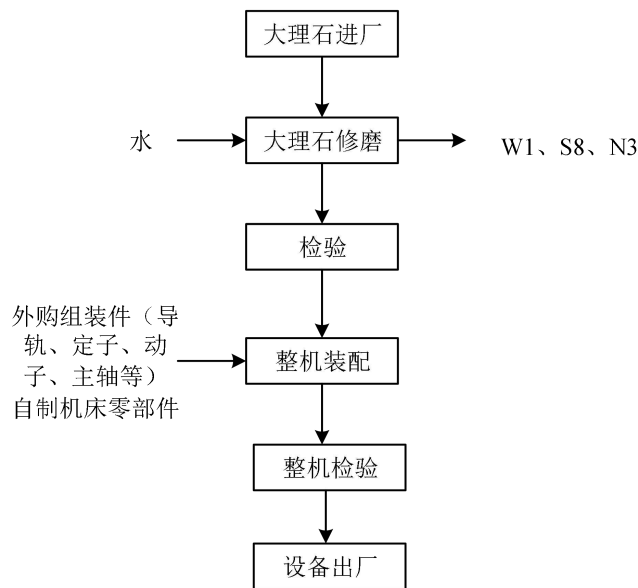 大理石进厂
水
大理石修磨
W1、S8、N3
检验
外购组装件（导
轨、定子、动
子、主轴等）
自制机床零部件
整机装配
整机检验
设备出厂